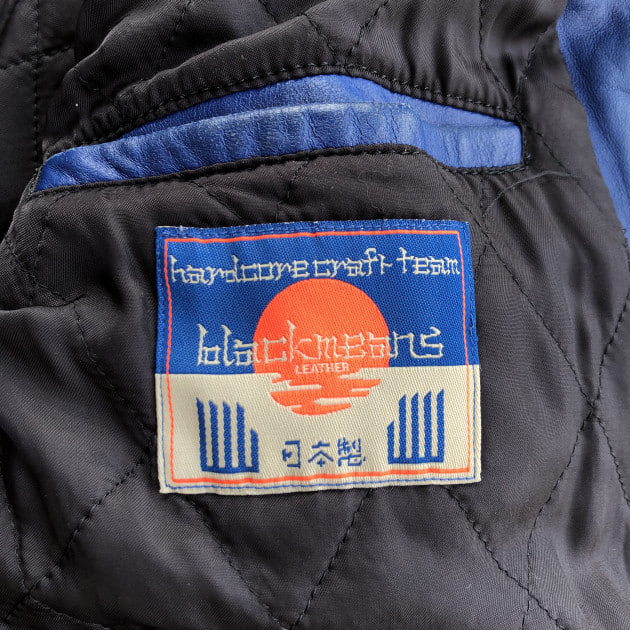 hardcore craft team
blackmeans
LEATHER
日本製